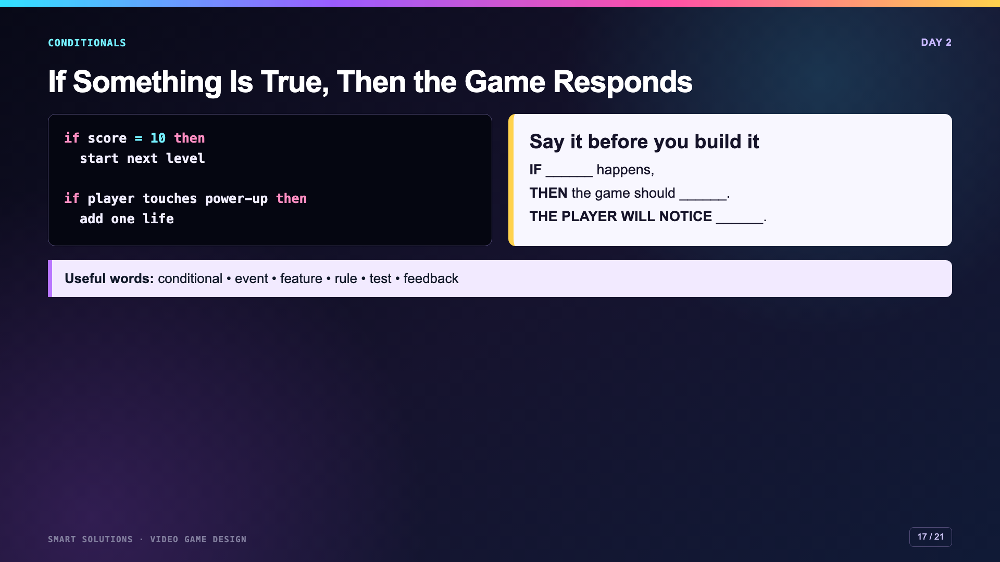 CONDITIONALS
DAY 2
If Something Is True, Then the Game Responds
if score = 10 then
  start next level
if player touches power-up then
  add one life
Say it before you build it
IF ______ happens,
THEN the game should ______.
THE PLAYER WILL NOTICE ______.
Useful words: conditional • event • feature • rule • test • feedback
SMART SOLUTIONS · VIDEO GAME DESIGN
17 / 21